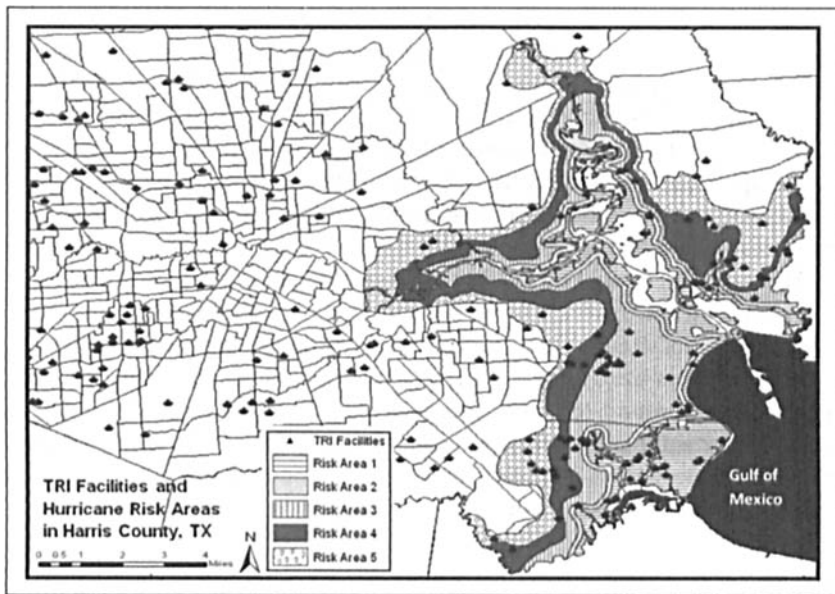 TRI Facilities
Risk Area 1
Risk Area 2
Risk Area 3
Risk Area 4
Risk Area 5
TRI Facilities and
Hurricane Risk Areas
in Harris County, TX
N
0 0.5 1 2 3 4
Miles
Gulf of
Mexico